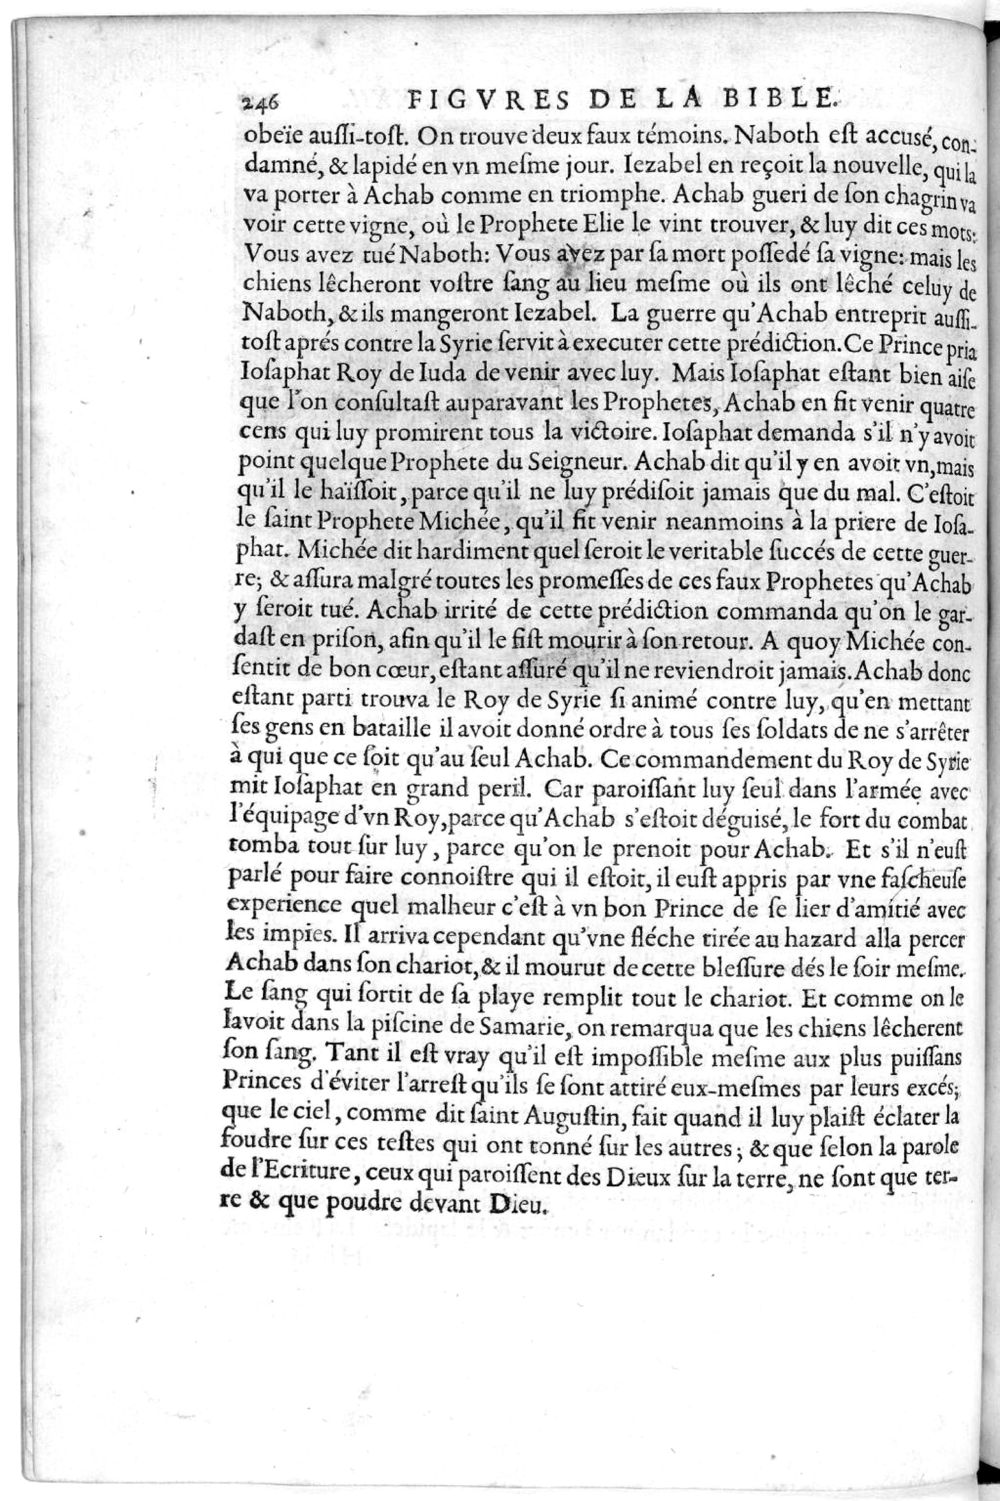 246 FIGVRES DE LA BIBLE.
obeïe auſſi-toſt. On trouve deux faux témoins. Naboth eſt accusé, con-
damné, & lapidé en vn meſme jour. Iezabel en reçoit la nouvelle, qui la
va porter à Achab comme en triomphe. Achab gueri de ſon chagrin va
voir cette vigne, où le Prophete Elie le vint trouver, & luy dit ces mots:
Vous avez tué Naboth: Vous avez par ſa mort poſſedé ſa vigne: mais les
chiens lêcheront voſtre ſang au lieu meſme où ils ont lêché celuy de
Naboth, & ils mangeront Iezabel. La guerre qu'Achab entreprit auſſi-
toſt aprés contre la Syrie ſervit à executer cette prédiction. Ce Prince pria
Ioſaphat Roy de Iuda de venir avec luy. Mais Ioſaphat eſtant bien aiſe
que l'on conſultaſt auparavant les Prophetes, Achab en fit venir quatre
cens qui luy promirent tous la victoire. Ioſaphat demanda s'il n'y avoit
point quelque Prophete du Seigneur. Achab dit qu'il y en avoit vn, mais
qu'il le haïſſoit, parce qu'il ne luy prédiſoit jamais que du mal. C'eſtoit
le ſaint Prophete Michée, qu'il fit venir neanmoins à la priere de Ioſa-
phat. Michée dit hardiment quel ſeroit le veritable ſuccés de cette guer-
re; & aſſura malgré toutes les promeſſes de ces faux Prophetes qu'Achab
y ſeroit tué. Achab irrité de cette prédiction commanda qu'on le gar-
daſt en priſon, afin qu'il le fiſt mourir à ſon retour. A quoy Michée con-
ſentit de bon cœur, eſtant aſſuré qu'il ne reviendroit jamais. Achab donc
eſtant parti trouva le Roy de Syrie ſi animé contre luy, qu'en mettant
ſes gens en bataille il avoit donné ordre à tous ſes ſoldats de ne s'arrêter
à qui que ce ſoit qu'au ſeul Achab. Ce commandement du Roy de Syrie
mit Ioſaphat en grand peril. Car paroiſſant luy ſeul dans l'armée avec
l'équipage d'vn Roy, parce qu'Achab s'eſtoit déguisé, le fort du combat
tomba tout ſur luy, parce qu'on le prenoit pour Achab. Et s'il n'euſt
parlé pour faire connoiſtre qui il eſtoit, il euſt appris par vne faſcheuſe
experience quel malheur c'eſt à vn bon Prince de ſe lier d'amitié avec
les impies. Il arriva cependant qu'vne fléche tirée au hazard alla percer
Achab dans ſon chariot, & il mourut de cette bleſſure dés le ſoir meſme.
Le ſang qui ſortit de ſa playe remplit tout le chariot. Et comme on le
lavoit dans la piſcine de Samarie, on remarqua que les chiens lêcherent
ſon ſang. Tant il eſt vray qu'il eſt impoſſible meſme aux plus puiſſans
Princes d'éviter l'arreſt qu'ils ſe ſont attiré eux-meſmes par leurs excés;
que le ciel, comme dit ſaint Auguſtin, fait quand il luy plaiſt éclater la
foudre ſur ces teſtes qui ont tonné ſur les autres; & que ſelon la parole
de l'Ecriture, ceux qui paroiſſent des Dieux ſur la terre, ne ſont que ter-
re & que poudre devant Dieu.